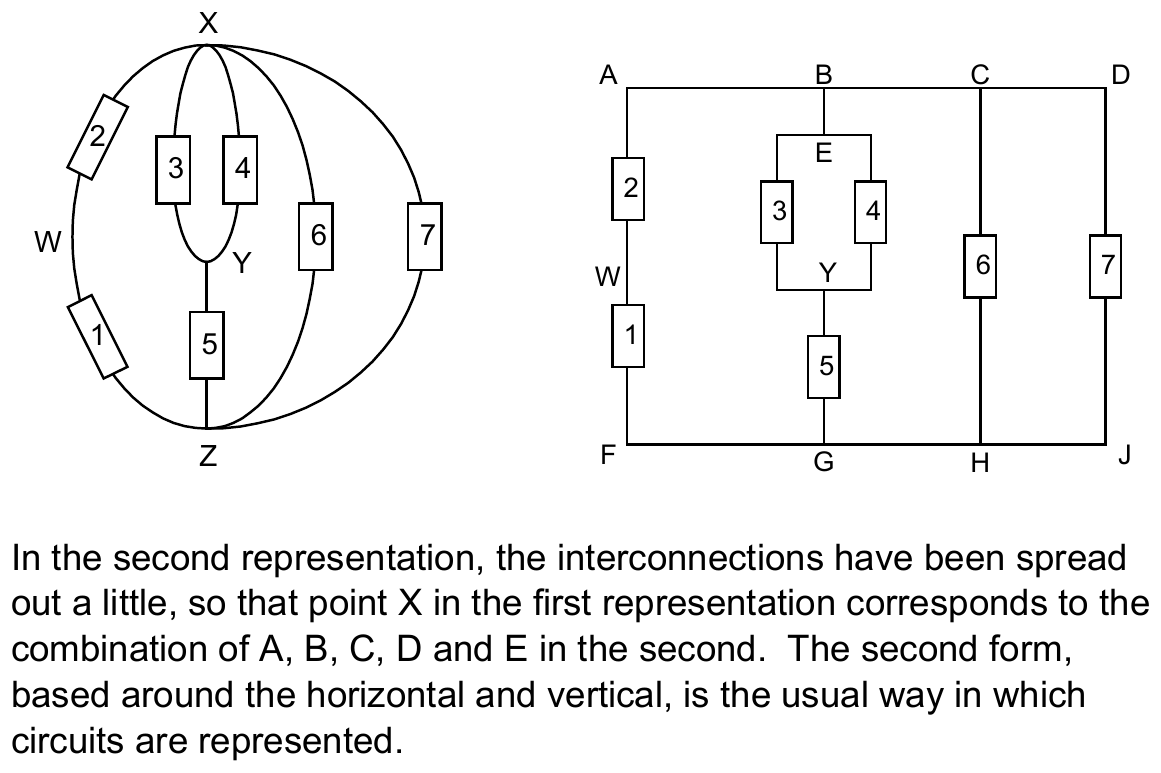 X
A B C D
2
3 4
2
E
3 4
W
6 7
Y
W
6 7
Y
1
5
1
5
Z
F G H J
In the second representation, the interconnections have been spread
out a little, so that point X in the first representation corresponds to the
combination of A, B, C, D and E in the second. The second form,
based around the horizontal and vertical, is the usual way in which
circuits are represented.